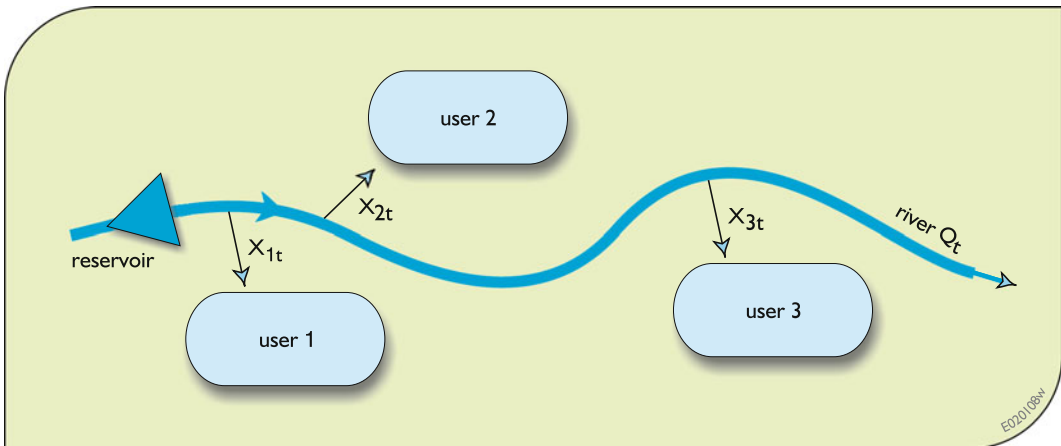 user 2
X2t
river Qt
X3t
X1t
reservoir
user 3
user 1
E020108w